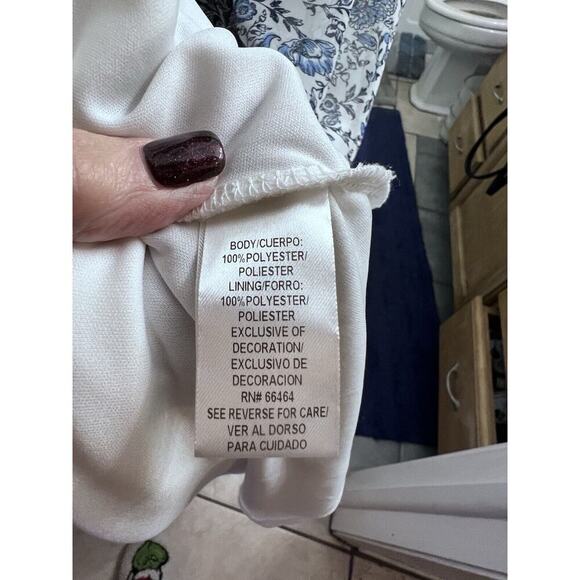 BODY/CUERPO:
100%POLYESTER/
POLIESTER
LINING/FORRO:
100%POLYESTER/
POLIESTER
EXCLUSIVE OF
DECORATION/
EXCLUSIVO DE
DECORACION
RN# 66464
SEE REVERSE FOR CARE/
VER AL DORSO
PARA CUIDADO